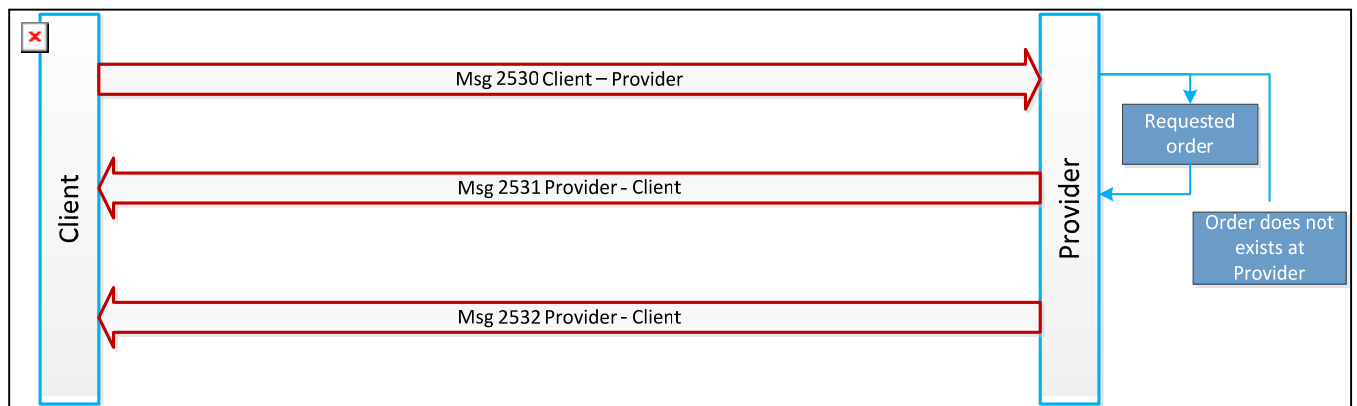 Msg 2530 Client – Provider
Requested
order
Msg 2531 Provider - Client
Client
Provider
Order does not
exists at
Provider
Msg 2532 Provider - Client